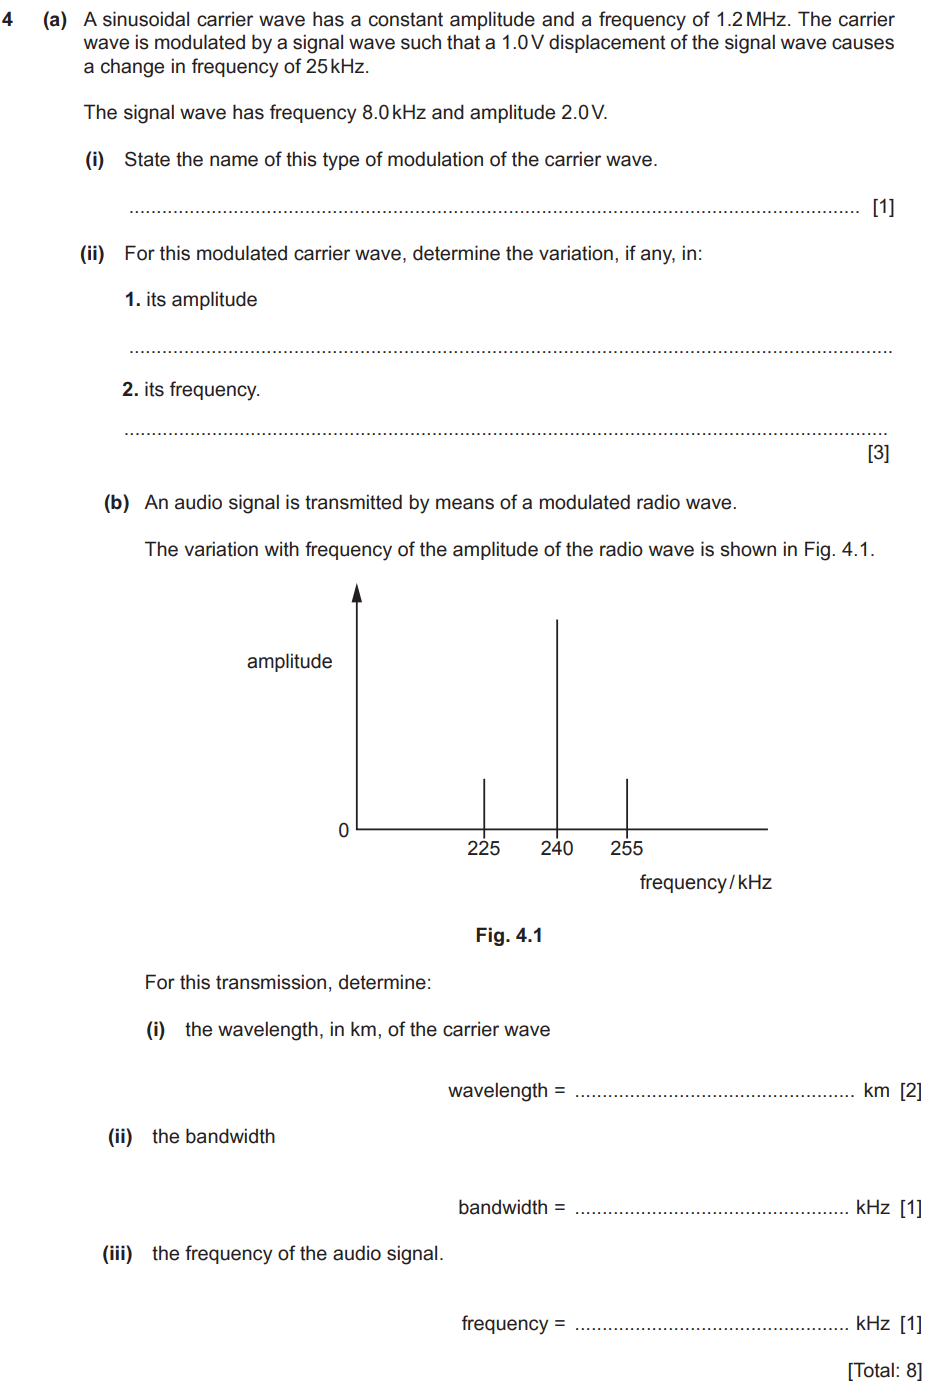 4 (a) A sinusoidal carrier wave has a constant amplitude and a frequency of 1.2 MHz. The carrier
wave is modulated by a signal wave such that a 1.0 V displacement of the signal wave causes
a change in frequency of 25 kHz.
The signal wave has frequency 8.0 kHz and amplitude 2.0 V.
(i) State the name of this type of modulation of the carrier wave.
.................................................................................................................................... [1]
(ii) For this modulated carrier wave, determine the variation, if any, in:
1. its amplitude
..........................................................................................................................................
2. its frequency.
..........................................................................................................................................
[3]
(b) An audio signal is transmitted by means of a modulated radio wave.
The variation with frequency of the amplitude of the radio wave is shown in Fig. 4.1.
amplitude
0
225 240 255
frequency / kHz
Fig. 4.1
For this transmission, determine:
(i) the wavelength, in km, of the carrier wave
wavelength = ................................................... km [2]
(ii) the bandwidth
bandwidth = .................................................. kHz [1]
(iii) the frequency of the audio signal.
frequency = .................................................. kHz [1]
[Total: 8]